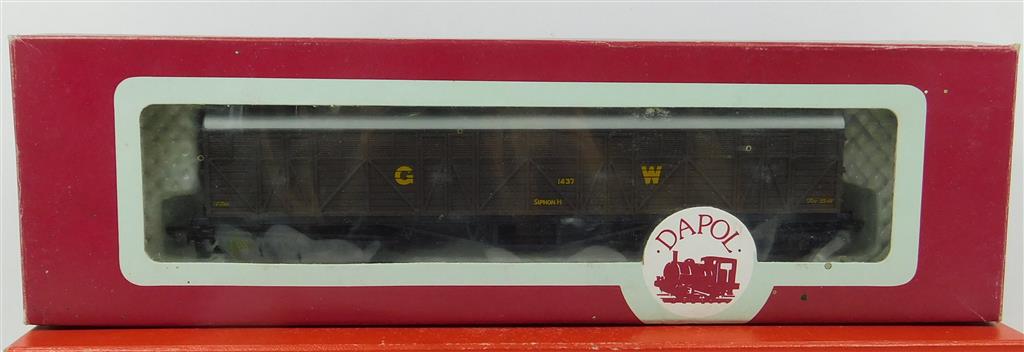 G W
1437
SIPHON H
DAPOL